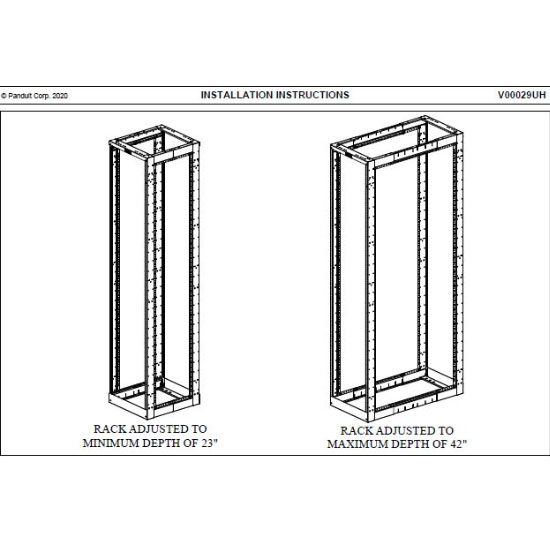 © Panduit Corp. 2020
INSTALLATION INSTRUCTIONS
V00029UH
RACK ADJUSTED TO
MINIMUM DEPTH OF 23"
RACK ADJUSTED TO
MAXIMUM DEPTH OF 42"